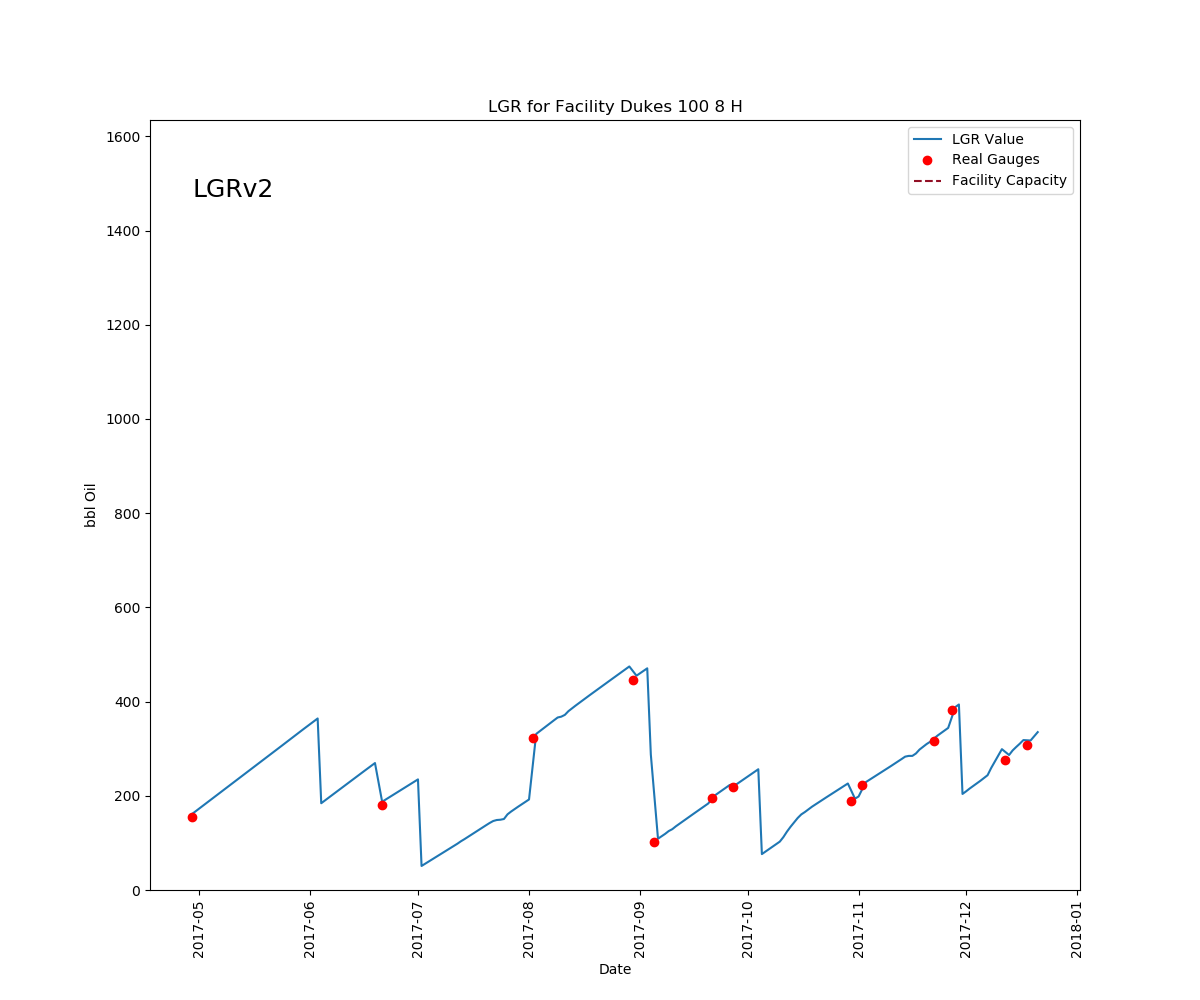 LGR for Facility Dukes 100 8 H
1600
1400
1200
1000
800
600
400
200
0
bbl Oil
LGRv2
LGR Value
Real Gauges
Facility Capacity
2017-05
2017-06
2017-07
2017-08
2017-09
2017-10
2017-11
2017-12
2018-01
Date